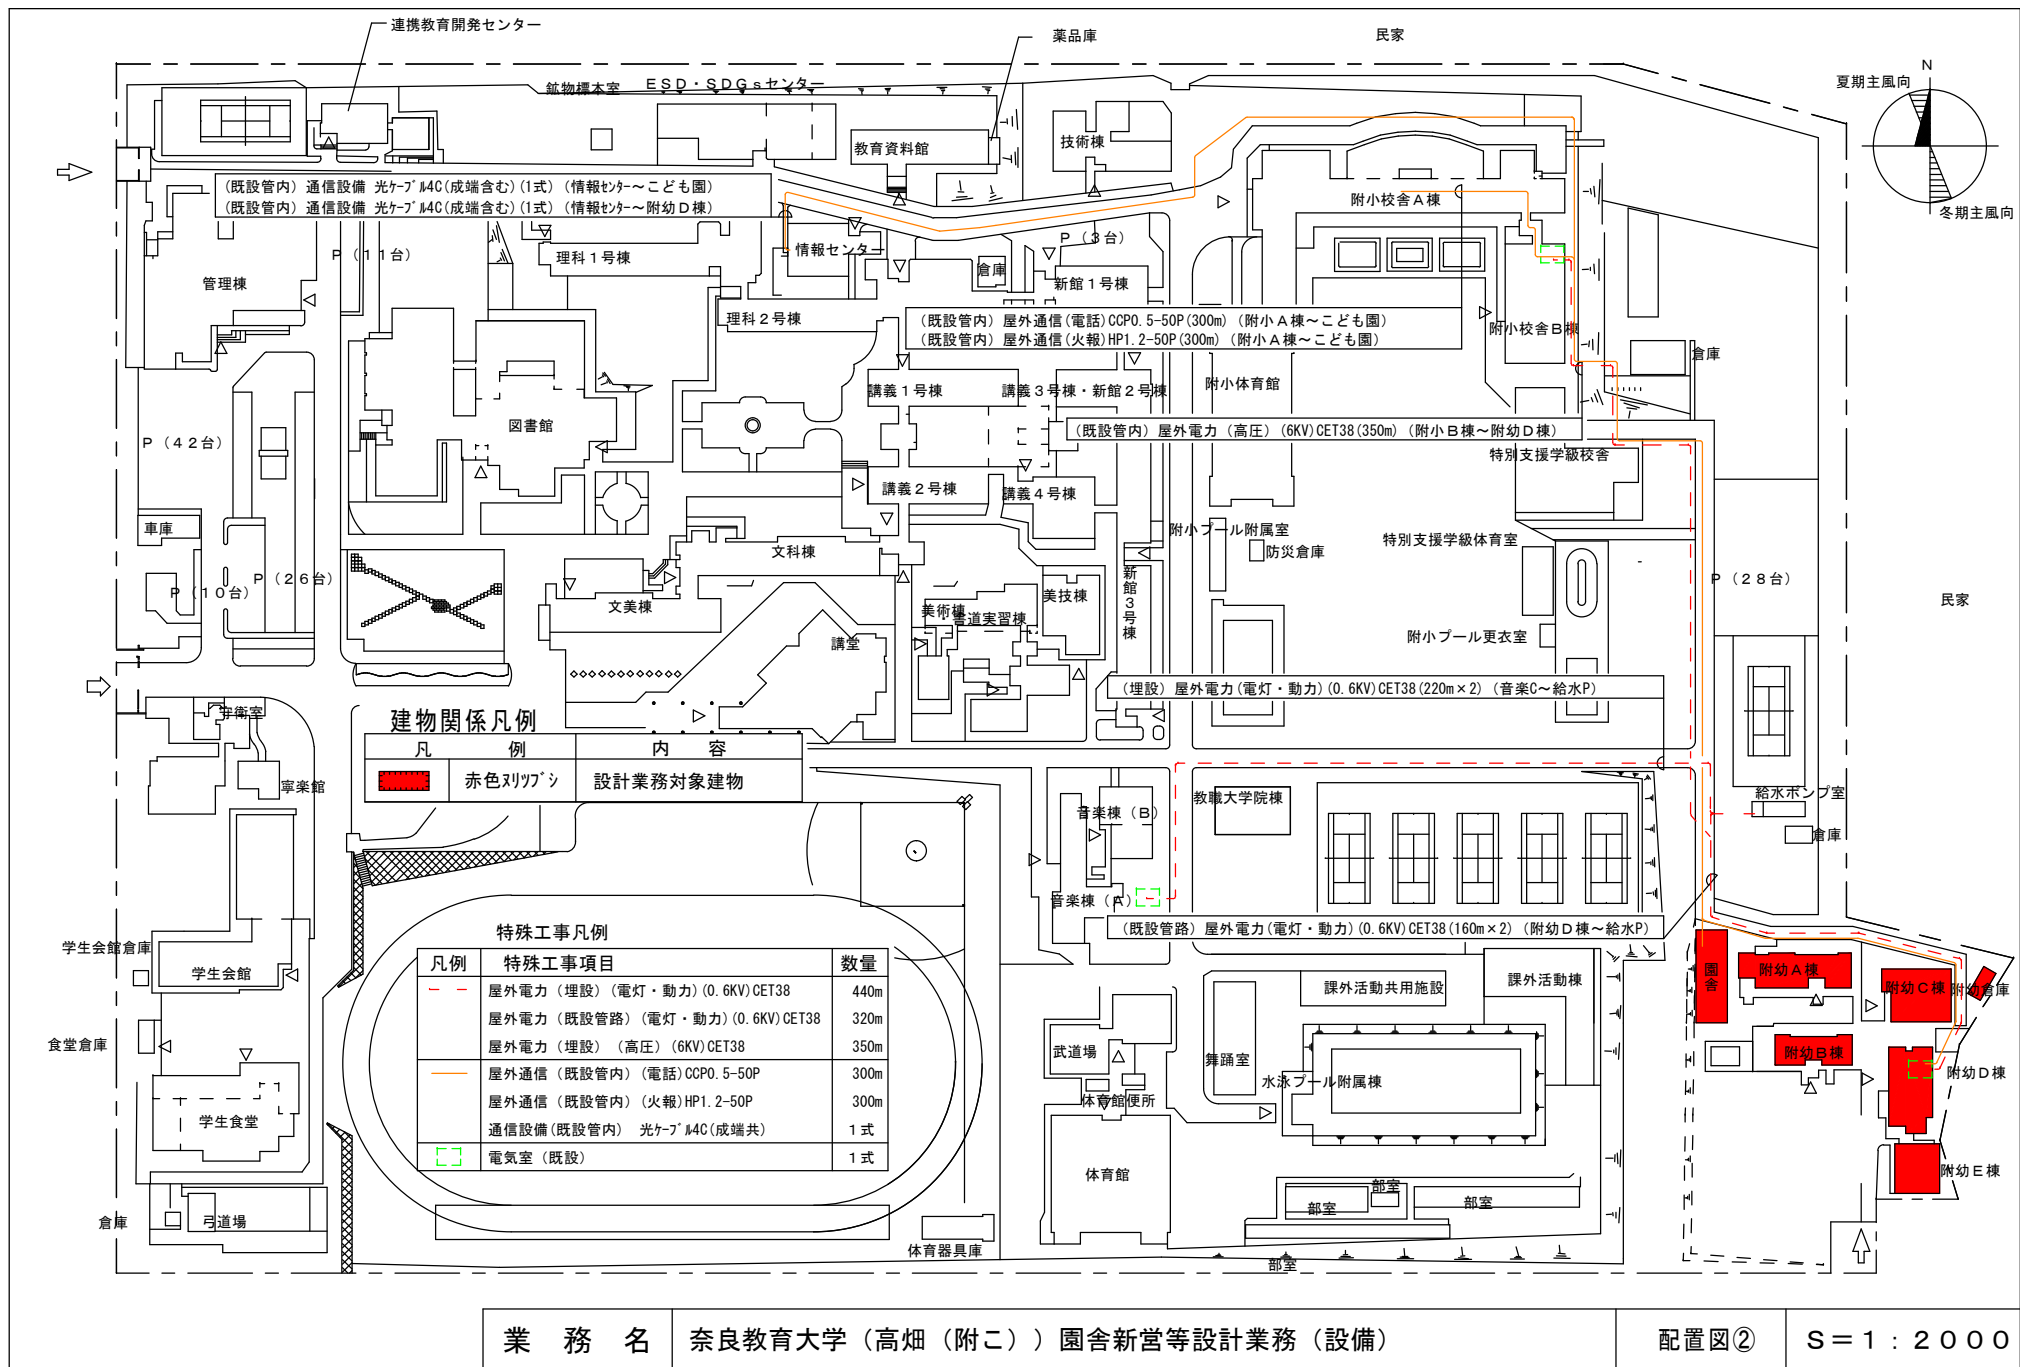 連携教育開発センター
薬品庫
民家
N
夏期主風向
冬期主風向
鉱物標本室
ＥＳＤ・ＳＤＧｓセンター
教育資料館
技術棟
附小校舎Ａ棟
(既設管内) 通信設備 光ｹｰﾌﾞﾙ4C(成端含む)(1式) (情報ｾﾝﾀｰ～こども園)
(既設管内) 通信設備 光ｹｰﾌﾞﾙ4C(成端含む)(1式) (情報ｾﾝﾀｰ～附幼Ｄ棟)
Ｐ（１１台）
理科１号棟
情報センター
Ｐ（３台）
管理棟
倉庫
新館１号棟
理科２号棟
(既設管内) 屋外通信(電話)CCP0.5-50P(300m) (附小Ａ棟～こども園)
(既設管内) 屋外通信(火報)HP1.2-50P(300m) (附小Ａ棟～こども園)
附小校舎Ｂ棟
倉庫
講義１号棟
講義３号棟・新館２号棟
附小体育館
図書館
Ｐ（４２台）
(既設管内) 屋外電力 (高圧) (6KV)CET38(350m) (附小Ｂ棟～附幼Ｄ棟)
特別支援学級校舎
講義２号棟
講義４号棟
車庫
附小プール附属室
防災倉庫
特別支援学級体育室
文科棟
Ｐ（１０台）
Ｐ（２６台）
Ｐ（２８台）
民家
文美棟
美術棟
書道実習棟
美技棟
新館３号棟
講堂
附小プール更衣室
(埋設) 屋外電力(電灯・動力)(0.6KV)CET38(220m×2) (音楽C～給水P)
守衛室
建物関係凡例
凡　例　内　容
赤色ﾇﾘﾂﾌﾞｼ　設計業務対象建物
寧楽館
音楽棟（Ｂ）
教職大学院棟
給水ポンプ室
倉庫
音楽棟（Ａ）
(既設管路) 屋外電力(電灯・動力)(0.6KV)CET38(160m×2) (附幼Ｄ棟～給水P)
学生会館倉庫
学生会館
特殊工事凡例
凡例　特殊工事項目　数量
屋外電力 (埋設) (電灯・動力)(0.6KV)CET38　440m
屋外電力 (既設管路) (電灯・動力)(0.6KV)CET38　320m
屋外電力 (埋設)　(高圧)(6KV)CET38　350m
屋外通信 (既設管内) (電話)CCP0.5-50P　300m
屋外通信 (既設管内) (火報)HP1.2-50P　300m
通信設備(既設管内)　光ｹｰﾌﾞﾙ4C(成端共)　１式
電気室 (既設)　１式
園舎
附幼Ａ棟
附幼Ｃ棟
附幼倉庫
課外活動共用施設
課外活動棟
食堂倉庫
武道場
舞踊室
附幼Ｂ棟
附幼Ｄ棟
水泳プール附属棟
体育館便所
学生食堂
体育館
附幼Ｅ棟
部室
部室
部室
倉庫
弓道場
体育器具庫
部室
業　務　名　奈良教育大学（高畑（附こ））園舎新営等設計業務（設備）　配置図②　Ｓ＝１：２０００